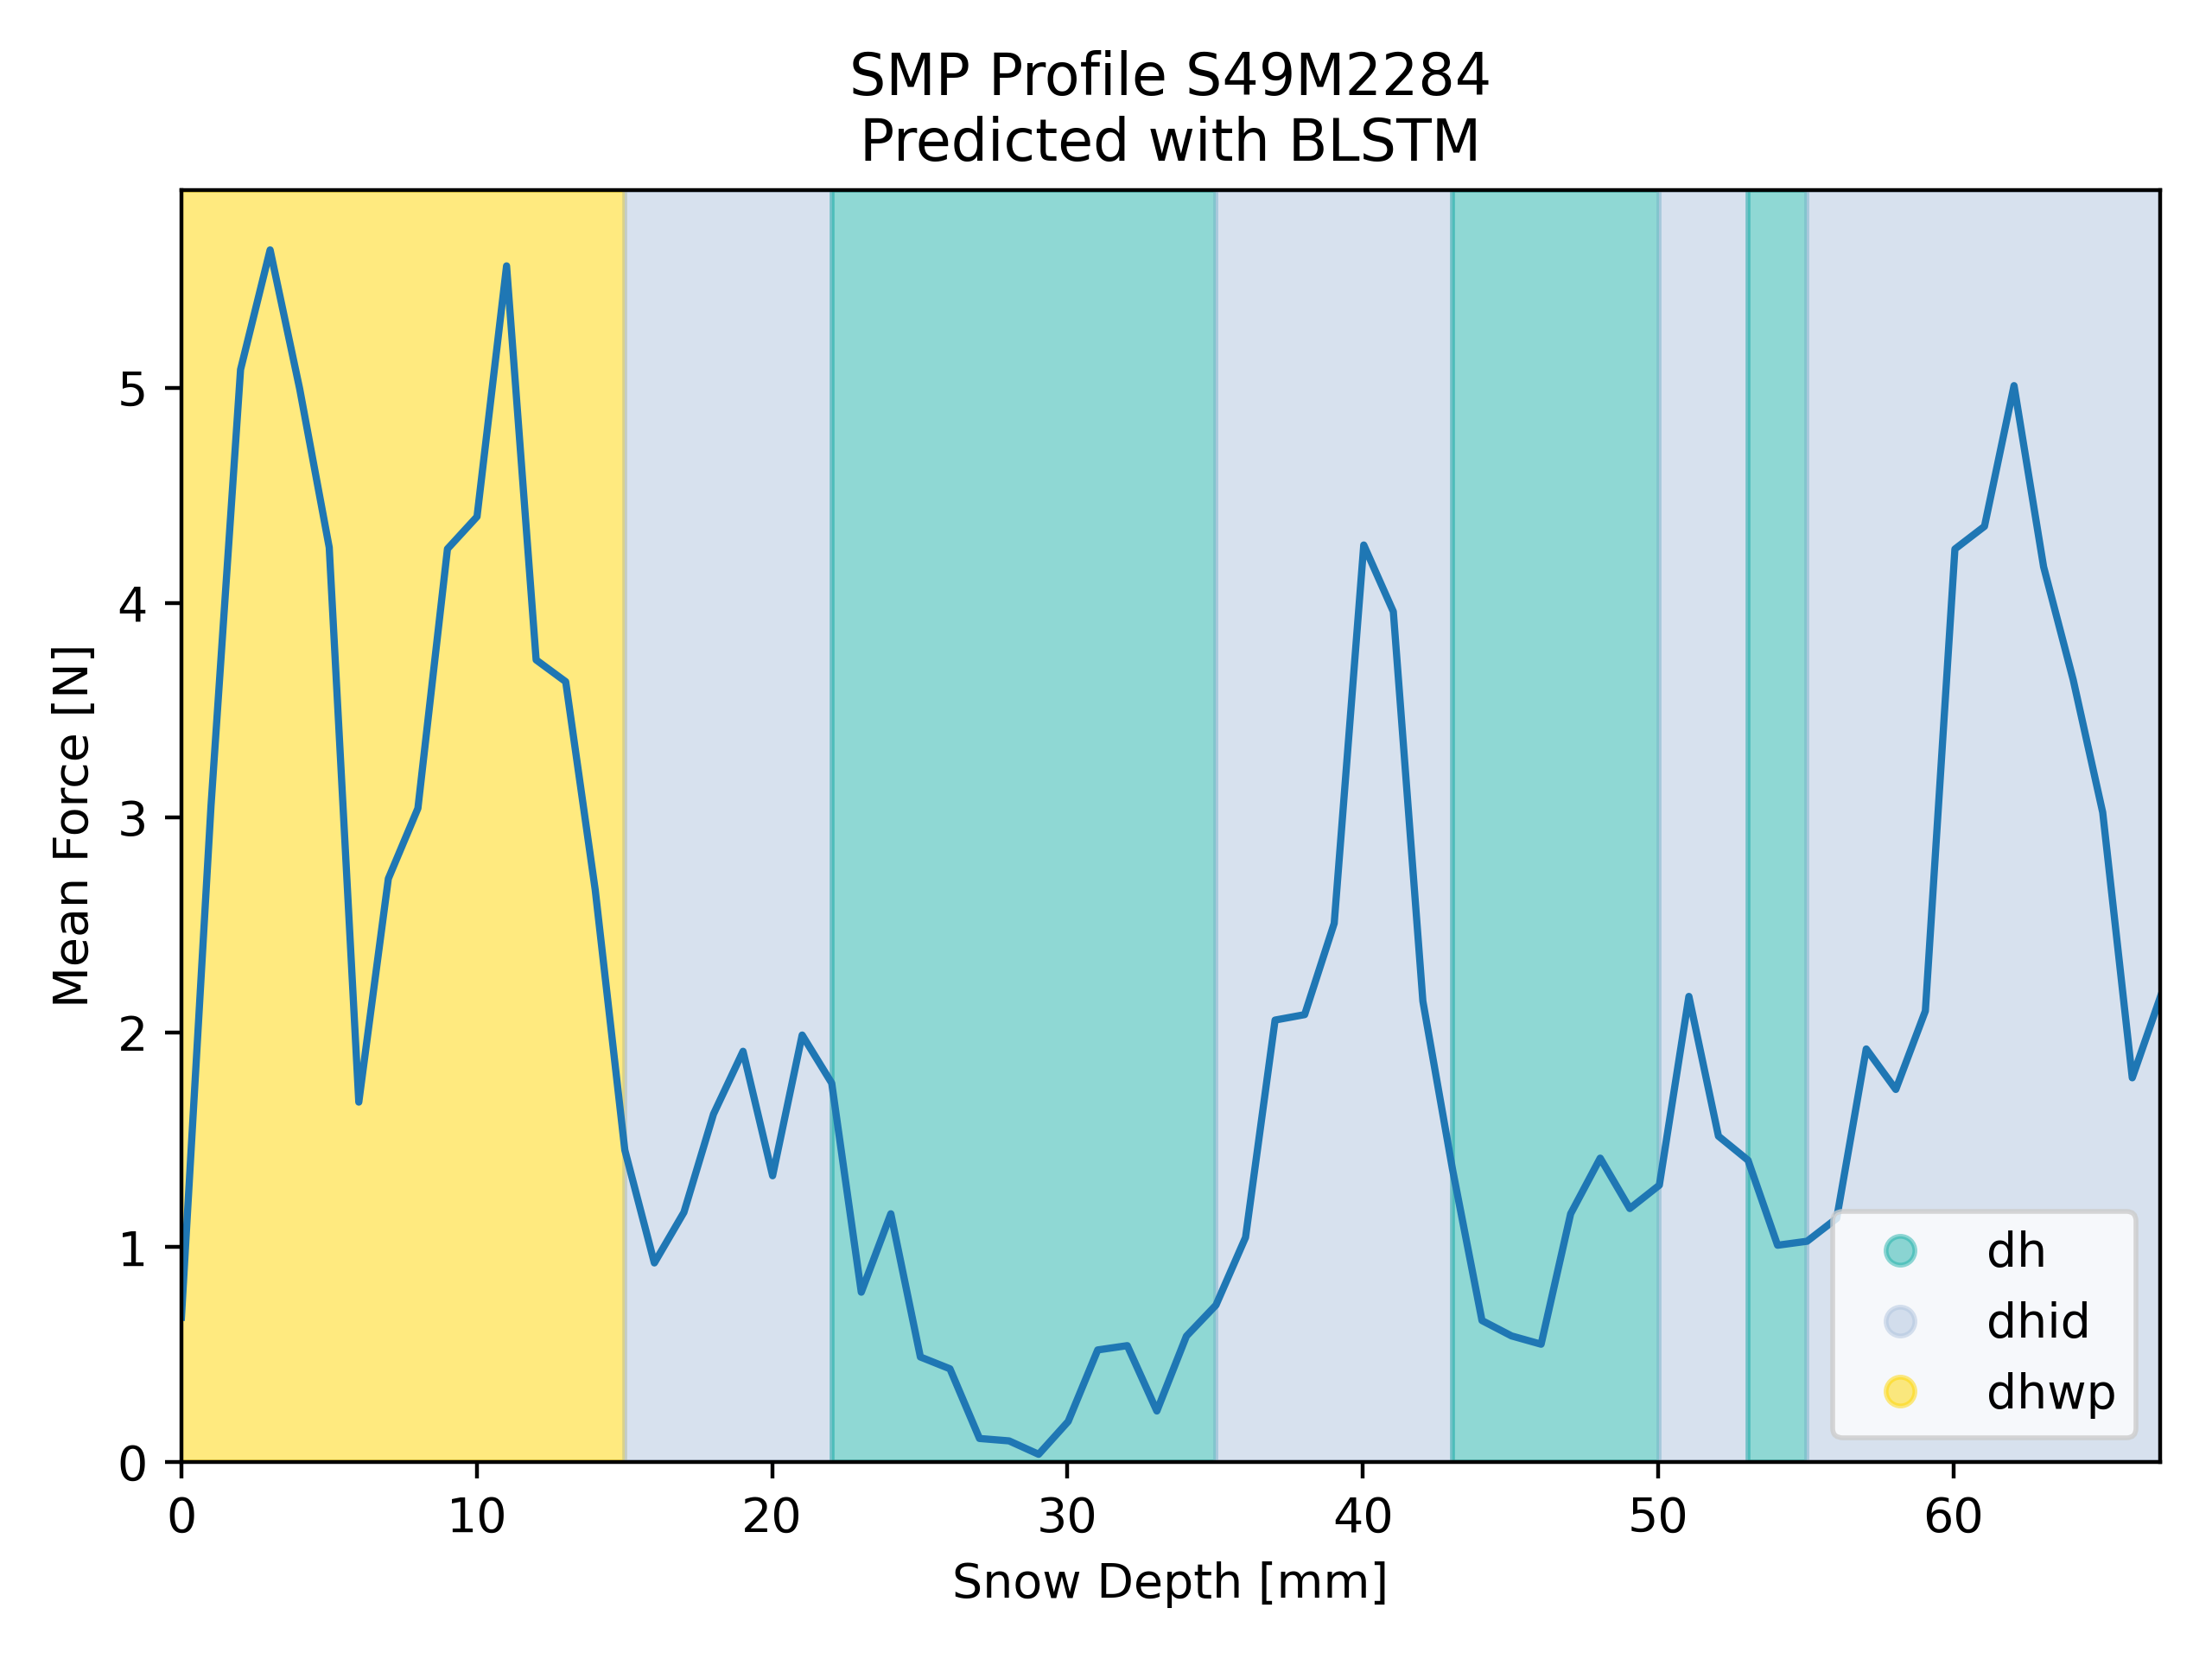 SMP Profile S49M2284
Predicted with BLSTM
Mean Force [N]
5
4
3
2
1
0
dh
dhid
dhwp
0 10 20 30 40 50 60
Snow Depth [mm]